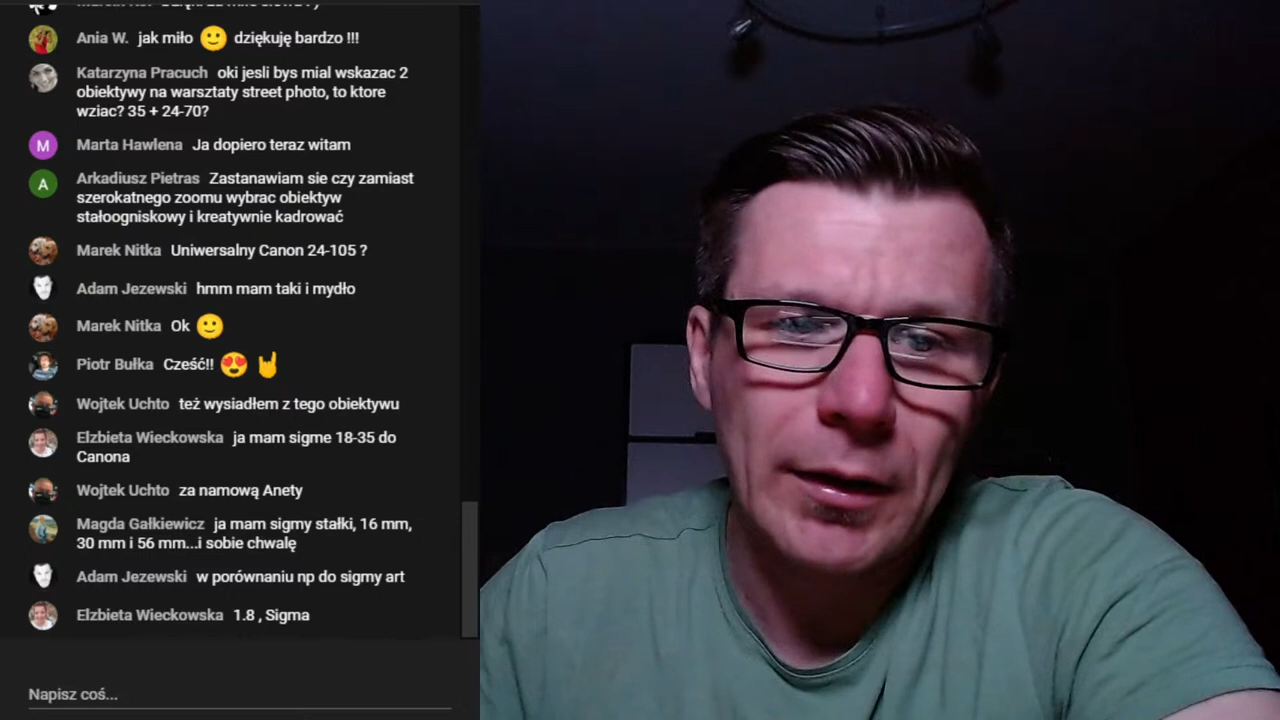 Ania W. jak miło 🙂 dziękuję bardzo !!!
Katarzyna Pracuch oki jesli bys mial wskazac 2
obiektywy na warsztaty street photo, to ktore
wziac? 35 + 24-70?
M Marta Hawlena Ja dopiero teraz witam
A Arkadiusz Pietras Zastanawiam sie czy zamiast
szerokatnego zoomu wybrac obiektyw
stałoogniskowy i kreatywnie kadrować
Marek Nitka Uniwersalny Canon 24-105 ?
Adam Jezewski hmm mam taki i mydło
Marek Nitka Ok 🙂
Piotr Bułka Cześć!! 😍 🤘
Wojtek Uchto też wysiadłem z tego obiektywu
Elzbieta Wieckowska ja mam sigme 18-35 do
Canona
Wojtek Uchto za namową Anety
Magda Gałkiewicz ja mam sigmy stałki, 16 mm,
30 mm i 56 mm...i sobie chwalę
Adam Jezewski w porównaniu np do sigmy art
Elzbieta Wieckowska 1.8 , Sigma
Napisz coś...